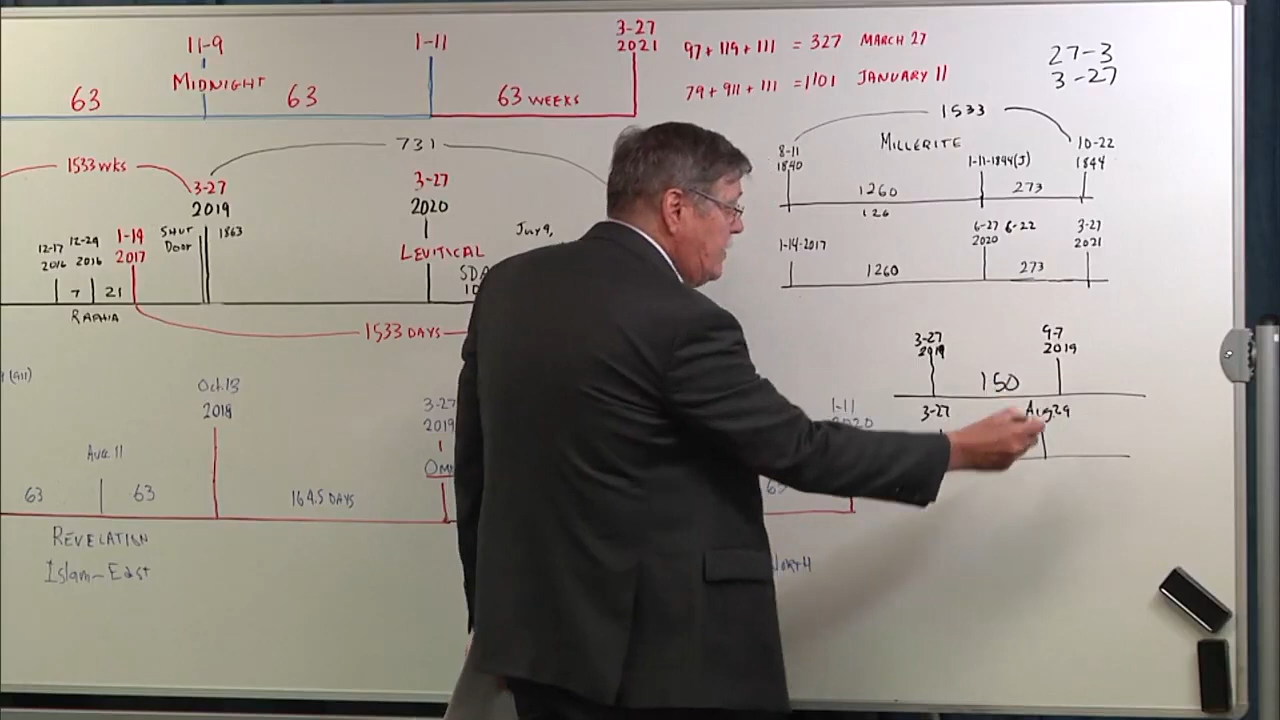 11-9
1-11
3-27
2021
97+119+111 = 327 MARCH 27
27-3
3-27
MIDNIGHT
63
63
63 WEEKS
79+911+111 = 1101 JANUARY 11
1533
MILLERITE
8-11
1840
1-11-1844(J)
10-22
1844
1260
273
126
731
1533 WKS
3-27
2019
3-27
2020
SHUT
DOOR
1863
July 9,
12-17
2016
12-29
2016
1-14
2017
LEVITICAL
SDA
7
21
RAPHIA
1533 DAYS
1-14-2017
6-27
2020
6-22
3-27
2021
1260
273
3-27
2019
9-7
2019
150
3-27
Aug 29
(911)
Oct. 13
2018
3-27
2019
1-11
2020
AUG. 11
63
63
164.5 DAYS
63
REVELATION
Islam-East